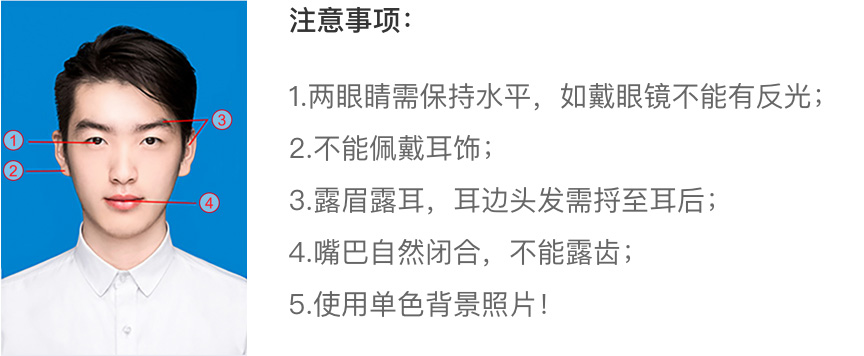 注意事项：
1.两眼睛需保持水平，如戴眼镜不能有反光；
2.不能佩戴耳饰；
3.露眉露耳，耳边头发需捋至耳后；
4.嘴巴自然闭合，不能露齿；
5.使用单色背景照片！
1
2
3
4